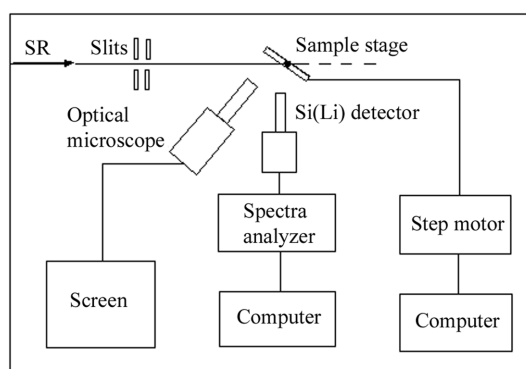 SR
Slits
Sample stage
Optical
microscope
Si(Li) detector
Spectra
analyzer
Step motor
Screen
Computer
Computer